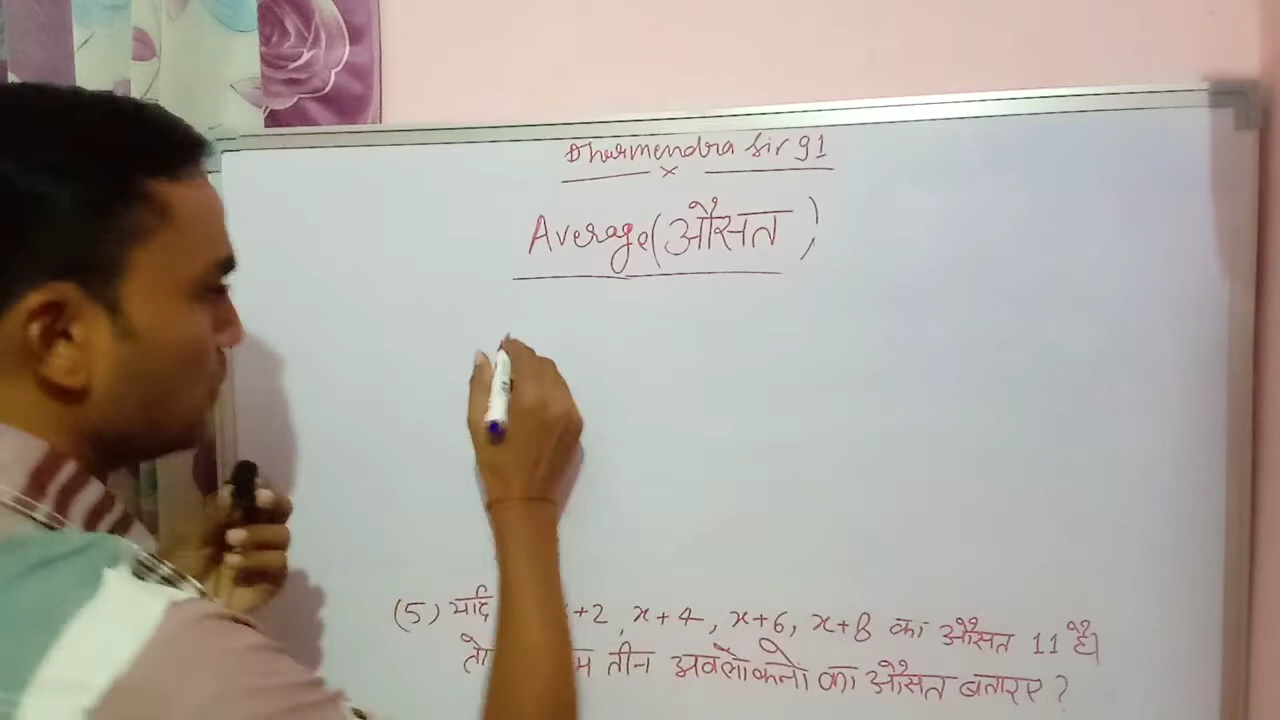 Dharmendra Sir 91
Average (औसत)
(5) यदि +2, x+4, x+6, x+8 का औसत 11 है।
तो तीन अवलोकनों का औसत बताइए?